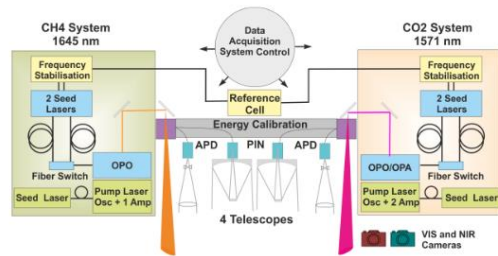 CH4 System
1645 nm
Frequency
Stabilisation
2 Seed
Lasers
OPO
Fiber Switch
Seed Laser
Pump Laser
Osc + 1 Amp
Data
Acquisition
System Control
Reference
Cell
Energy Calibration
APD
PIN
APD
4 Telescopes
CO2 System
1571 nm
Frequency
Stabilisation
2 Seed
Lasers
OPO/OPA
Fiber Switch
Pump Laser
Osc + 2 Amp
Seed Laser
VIS and NIR
Cameras